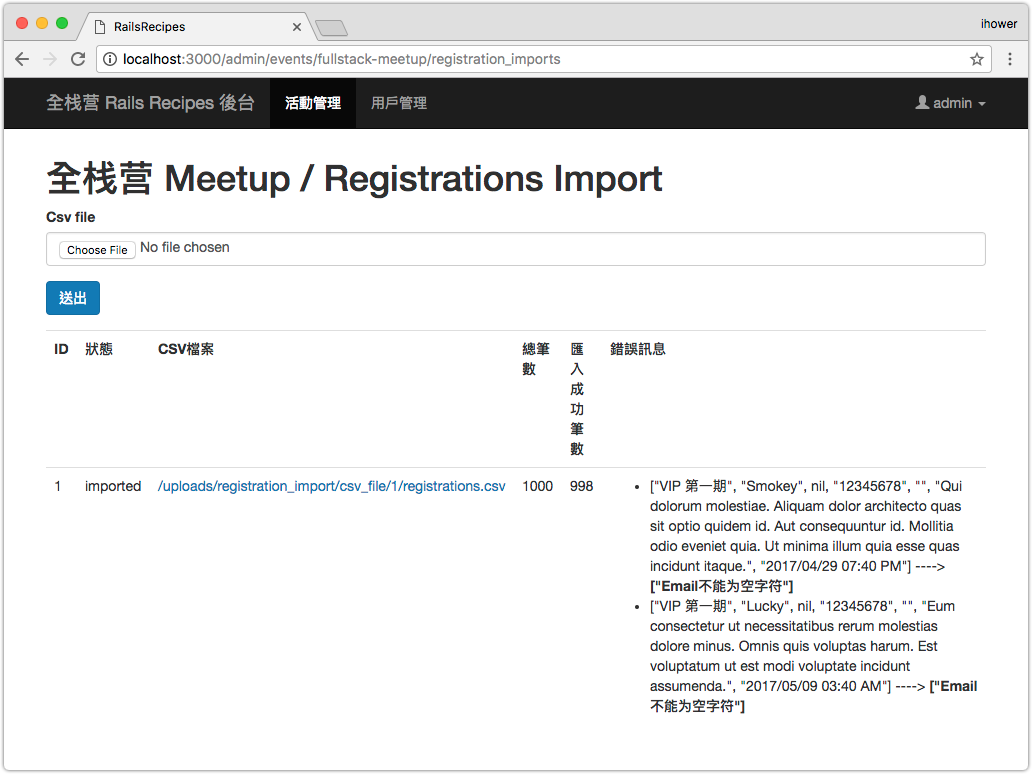 RailsRecipes
ihower
localhost:3000/admin/events/fullstack-meetup/registration_imports
全栈营 Rails Recipes 後台 活動管理 用戶管理 admin
全栈营 Meetup / Registrations Import
Csv file
Choose File No file chosen
送出
ID 狀態 CSV檔案 總筆數 匯入成功筆數 錯誤訊息
1 imported /uploads/registration_import/csv_file/1/registrations.csv 1000 998
• ["VIP 第一期", "Smokey", nil, "12345678", "", "Qui
dolorum molestiae. Aliquam dolor architecto quas
sit optio quidem id. Aut consequuntur id. Mollitia
odio eveniet quia. Ut minima illum quia esse quas
incidunt itaque.", "2017/04/29 07:40 PM"] ---->
["Email不能为空字符"]
• ["VIP 第一期", "Lucky", nil, "12345678", "", "Eum
consectetur ut necessitatibus rerum molestias
dolore minus. Omnis quis voluptas harum. Est
voluptatum ut est modi voluptate incidunt
assumenda.", "2017/05/09 03:40 AM"] ----> ["Email
不能为空字符"]